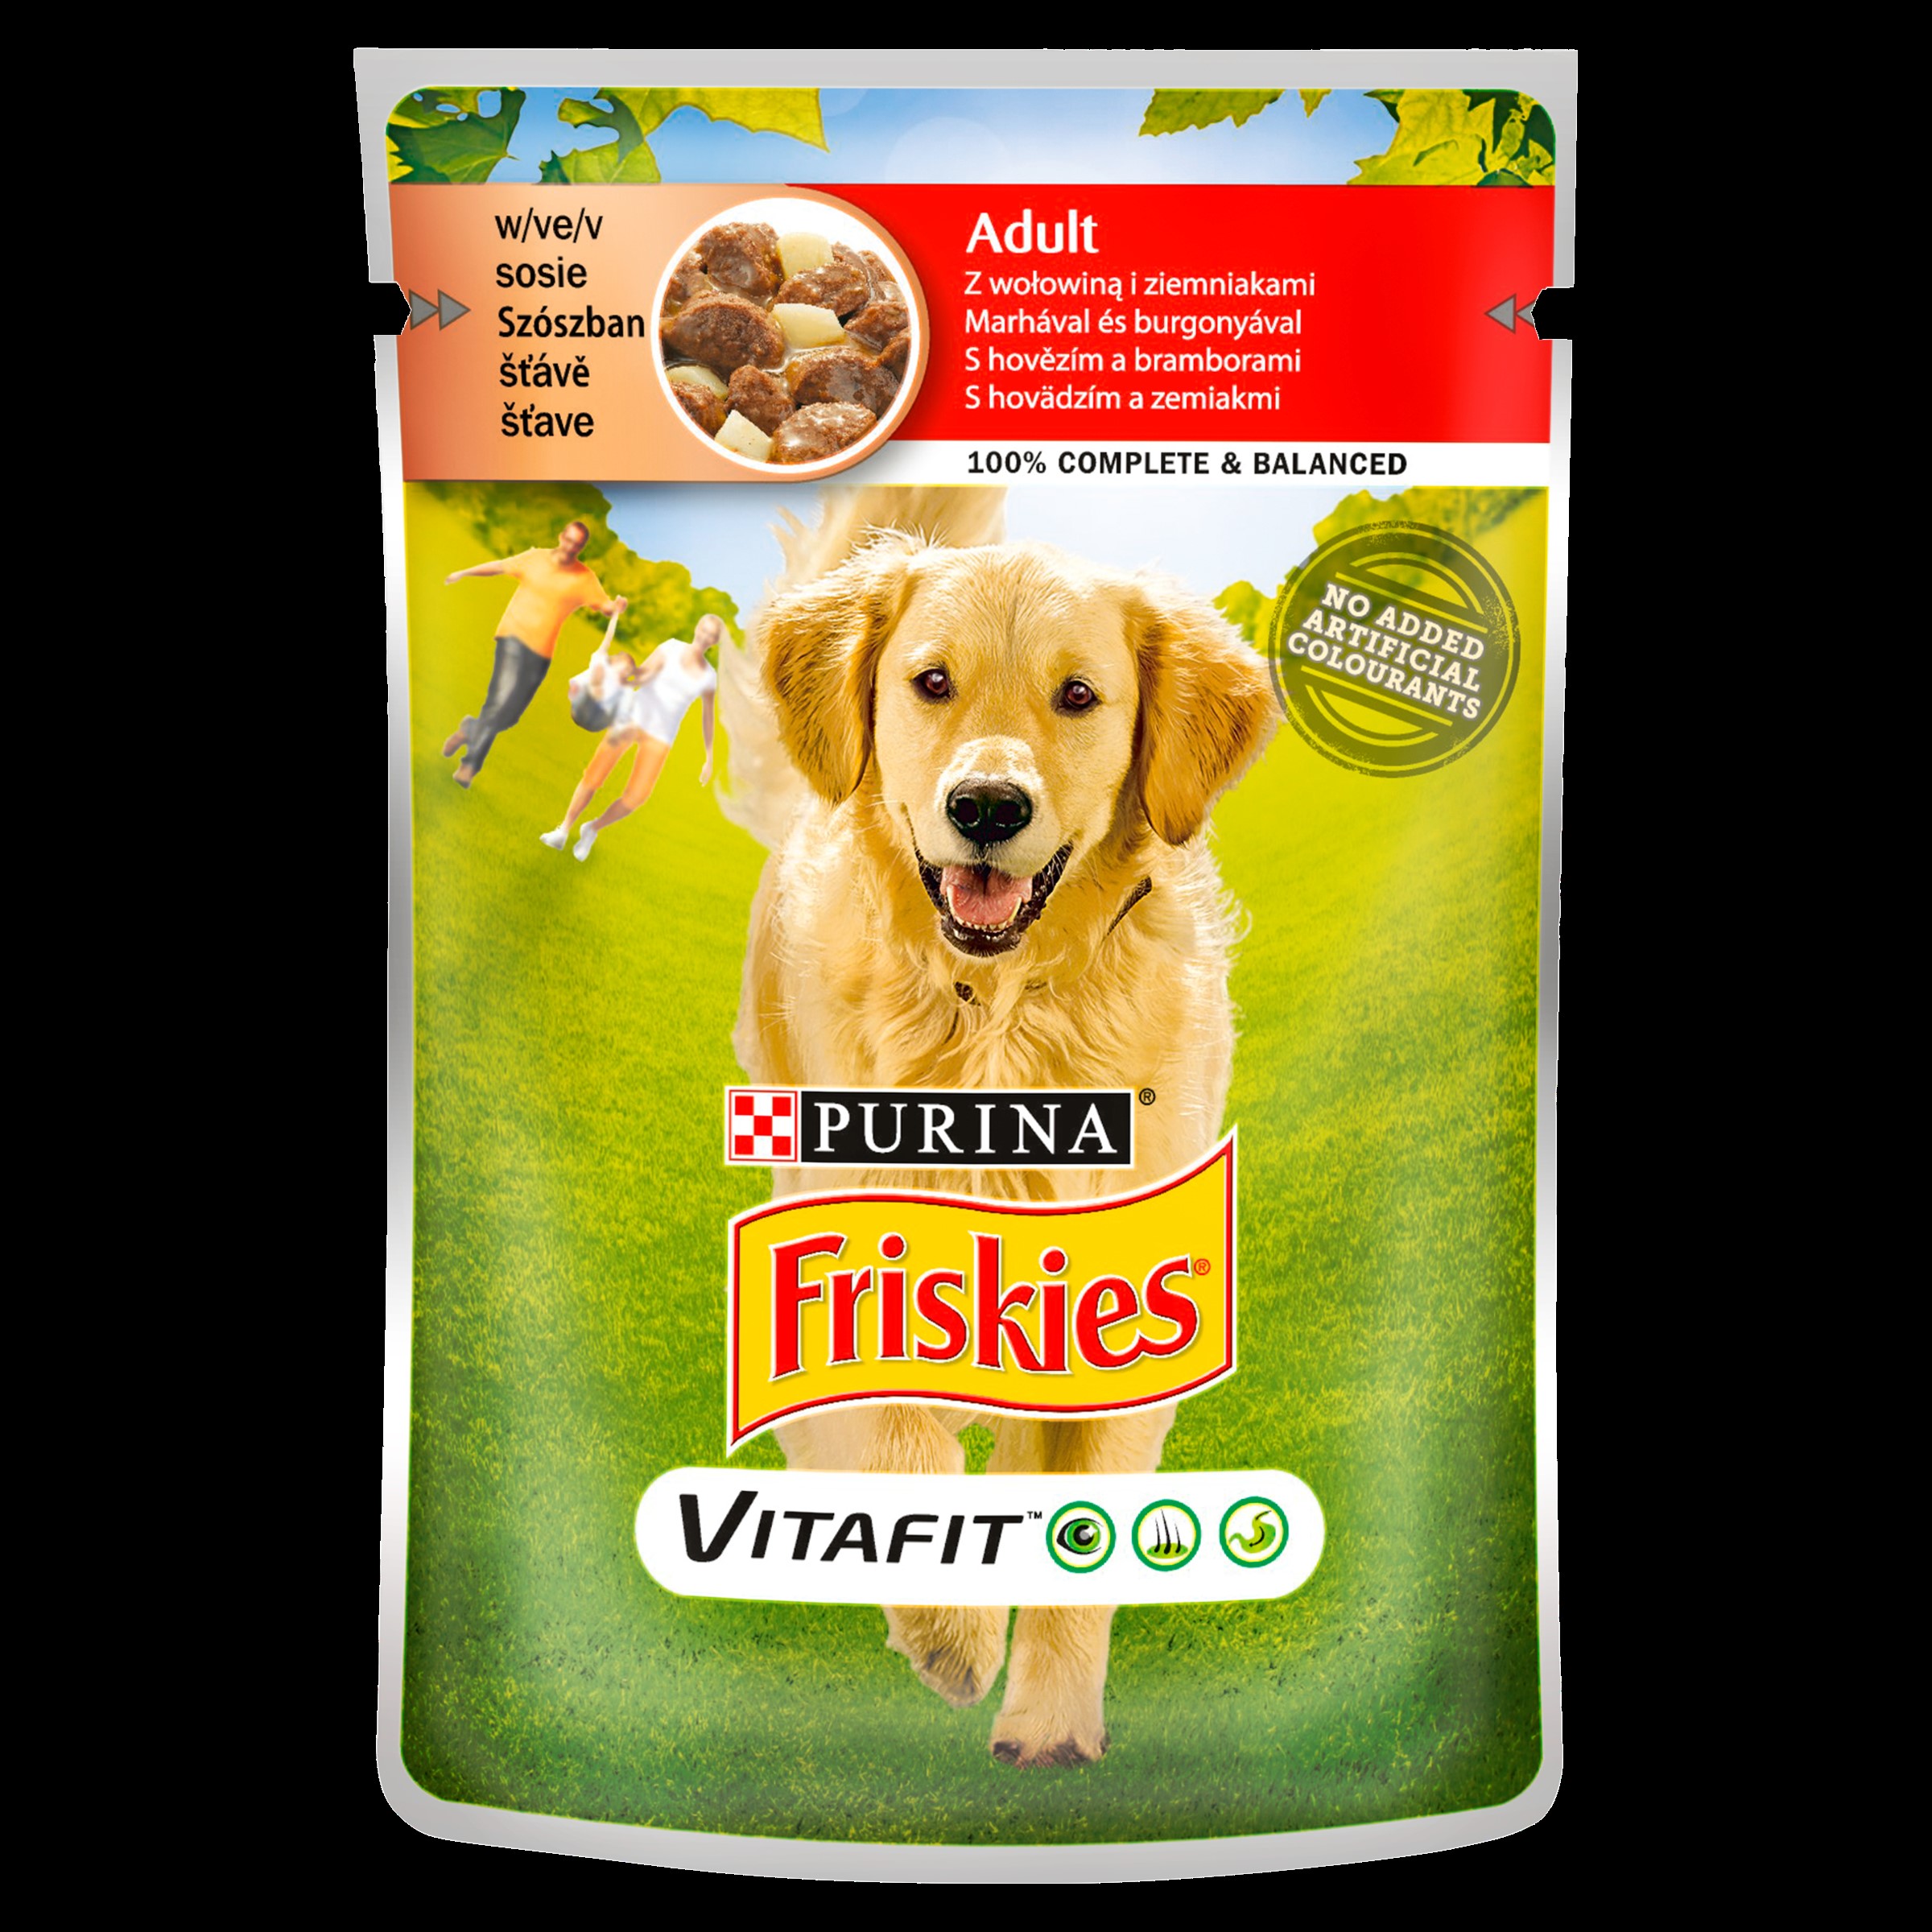 w/ve/v
sosie
Szószban
šťávě
šťave
Adult
Z wołowiną i ziemniakami
Marhával és burgonyával
S hovězím a bramborami
S hovädzím a zemiakmi
100% COMPLETE & BALANCED
NO ADDED
ARTIFICIAL
COLOURANTS
PURINA®
Friskies®
VITAFIT™